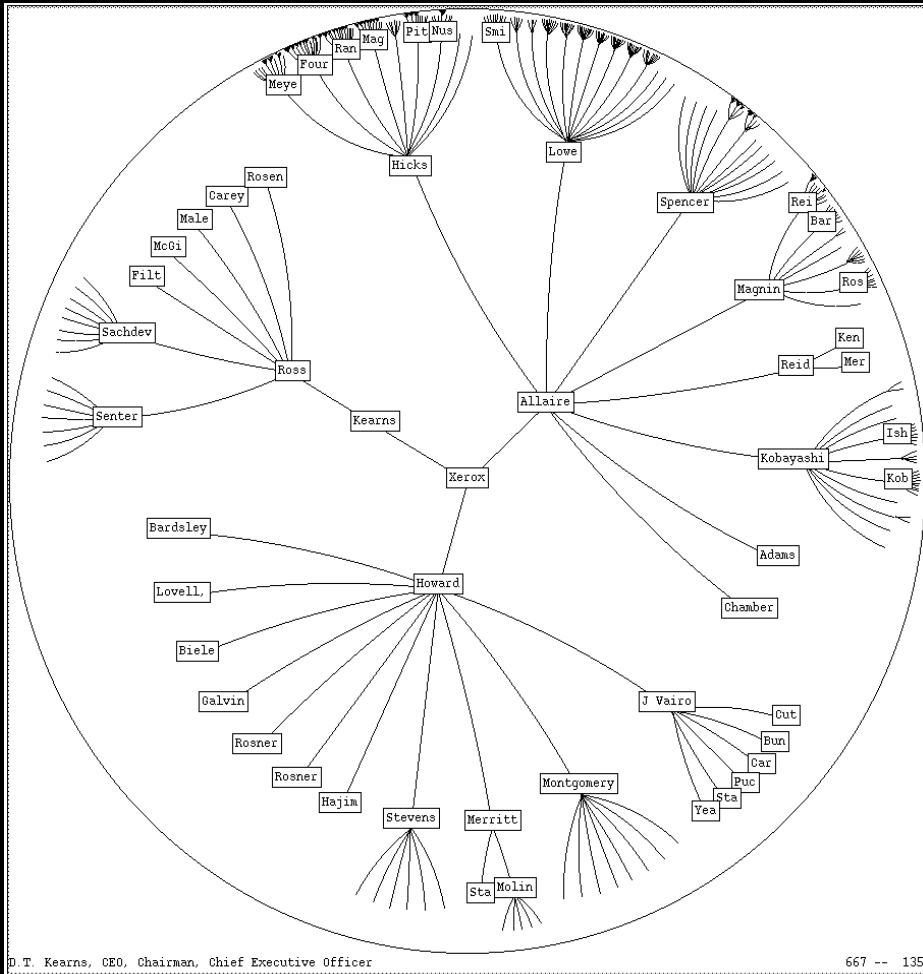 Pit Nus Smi
Mag
Ran
Four
Meye
Lowe
Hicks
Rosen
Carey
Spencer
Rei
Male
Bar
McGi
Filt
Ros
Magnin
Sachdev
Ken
Mer
Reid
Ross
Allaire
Senter
Kearns
Ish
Kobayashi
Xerox
Kob
Bardsley
Adams
Howard
Lovell,
Chamber
Biele
Galvin
J Vairo
Cut
Rosner
Bun
Car
Rosner
Puc
Montgomery
Sta
Hajim
Yea
Stevens
Merritt
Sta Molin
D.T. Kearns, CEO, Chairman, Chief Executive Officer
667 -- 135